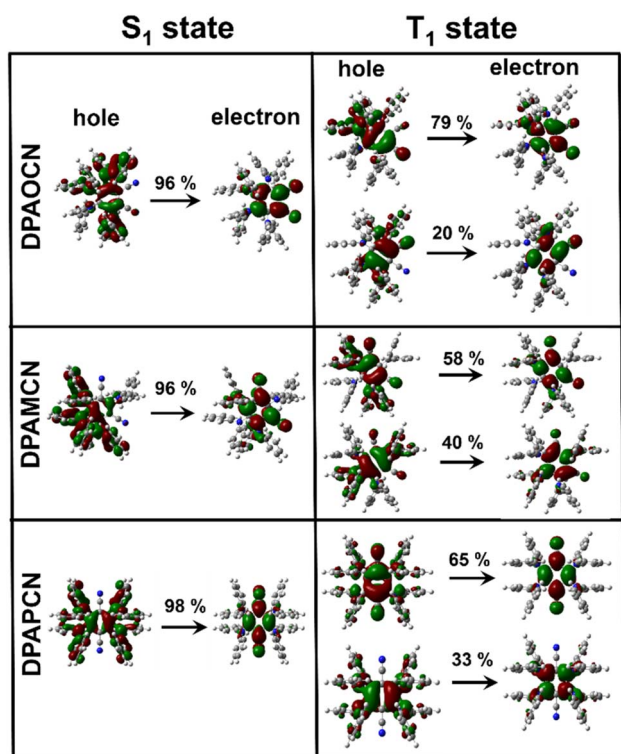 S₁ state
T₁ state
hole
electron
hole
electron
DPAOCN
96 %
79 %
20 %
DPAMCN
96 %
58 %
40 %
DPAPCN
98 %
65 %
33 %